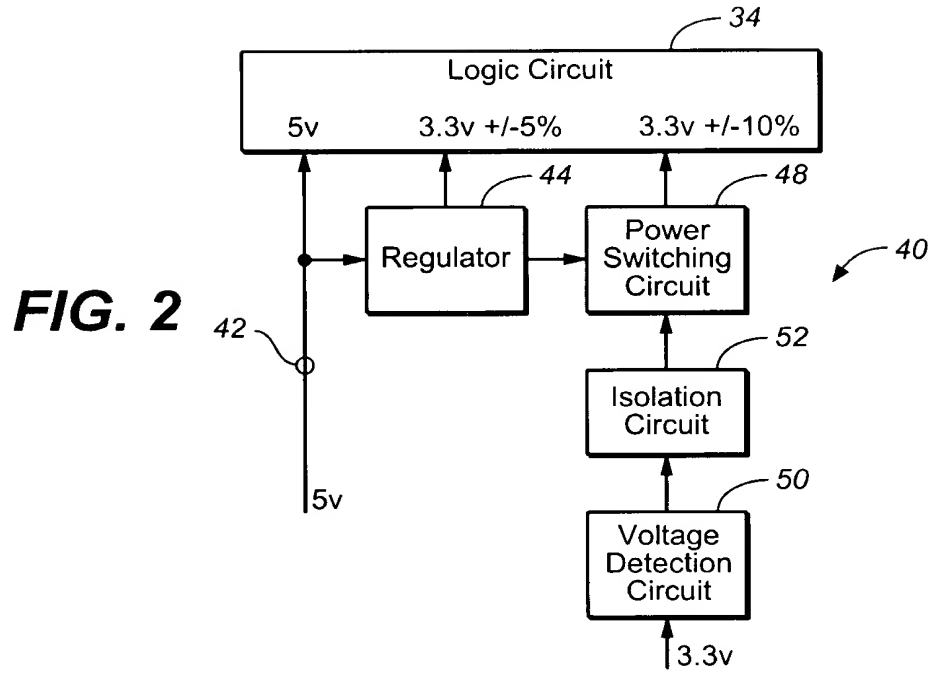 34
Logic Circuit
5v 3.3v +/-5% 3.3v +/-10%
44
48
Regulator
Power
Switching
Circuit
40
FIG. 2
42
52
Isolation
Circuit
5v
50
Voltage
Detection
Circuit
3.3v